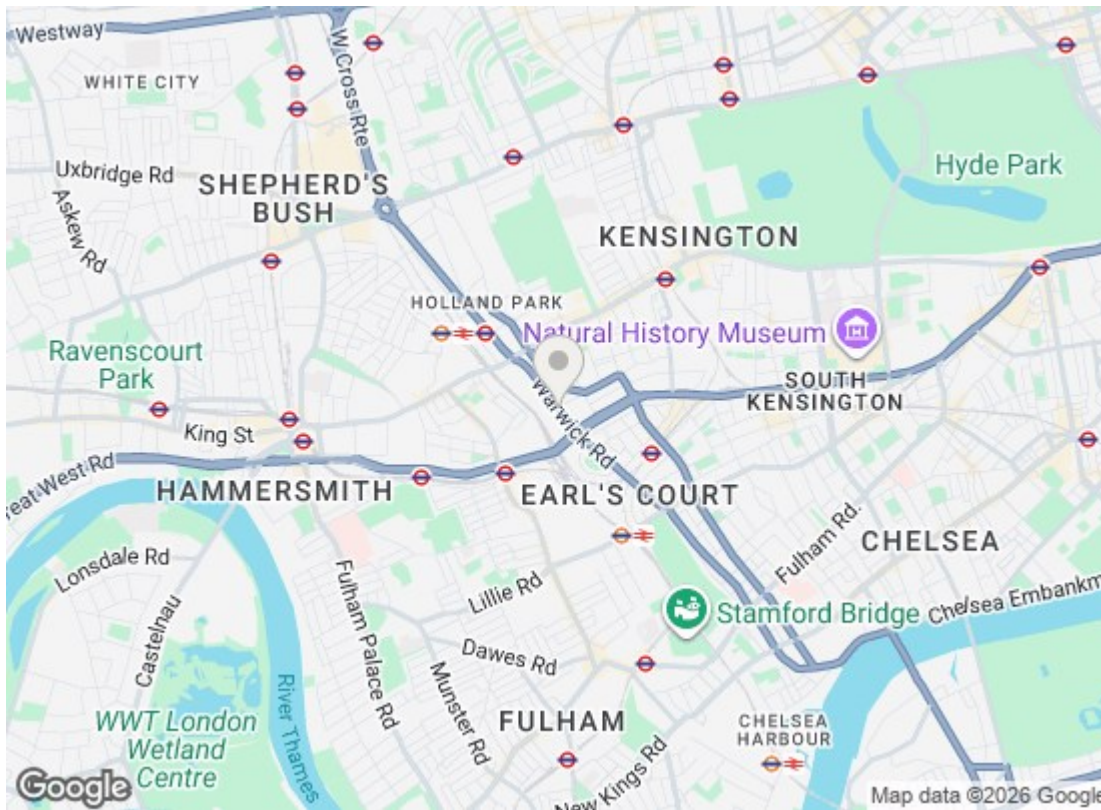 Westway
W Cross Rte
WHITE CITY
Uxbridge Rd
Askew Rd
SHEPHERD'S
BUSH
Hyde Park
KENSINGTON
HOLLAND PARK
Natural History Museum
Ravenscourt
Park
SOUTH
KENSINGTON
Warwick Rd
King St
Great West Rd
HAMMERSMITH
EARL'S COURT
CHELSEA
Fulham Rd.
Lonsdale Rd
Lillie Rd
Castelnau
Fulham Palace Rd
Stamford Bridge
Chelsea Embankm
Dawes Rd
Munster Rd
River Thames
WWT London
Wetland
Centre
FULHAM
CHELSEA
HARBOUR
New Kings Rd
Google
Map data ©2026 Google